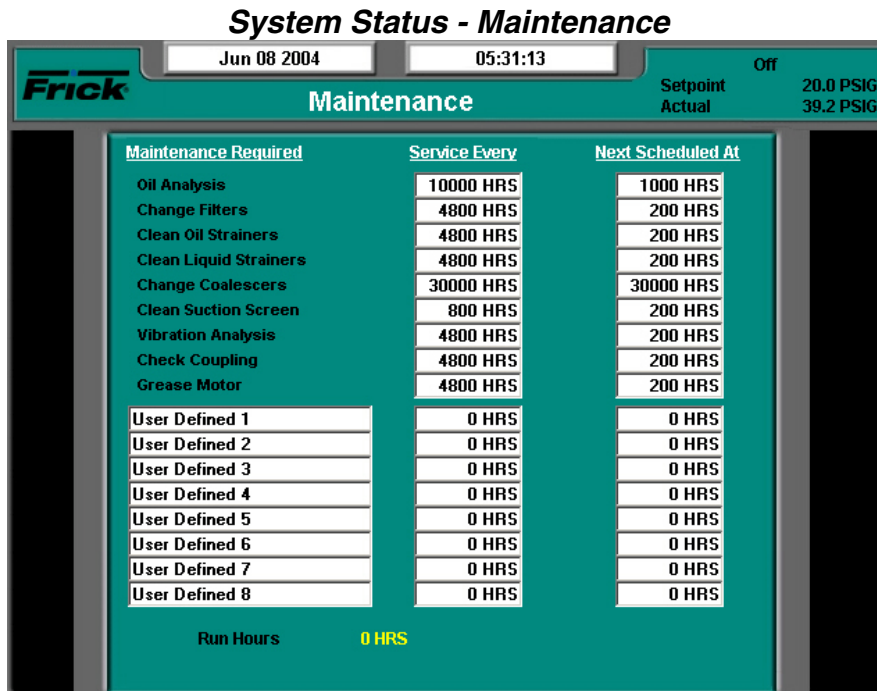 System Status - Maintenance
Jun 08 2004 05:31:13 Off
Frick Maintenance Setpoint 20.0 PSIG
Actual 39.2 PSIG
Maintenance Required Service Every Next Scheduled At
Oil Analysis 10000 HRS 1000 HRS
Change Filters 4800 HRS 200 HRS
Clean Oil Strainers 4800 HRS 200 HRS
Clean Liquid Strainers 4800 HRS 200 HRS
Change Coalescers 30000 HRS 30000 HRS
Clean Suction Screen 800 HRS 200 HRS
Vibration Analysis 4800 HRS 200 HRS
Check Coupling 4800 HRS 200 HRS
Grease Motor 4800 HRS 200 HRS
User Defined 1 0 HRS 0 HRS
User Defined 2 0 HRS 0 HRS
User Defined 3 0 HRS 0 HRS
User Defined 4 0 HRS 0 HRS
User Defined 5 0 HRS 0 HRS
User Defined 6 0 HRS 0 HRS
User Defined 7 0 HRS 0 HRS
User Defined 8 0 HRS 0 HRS
Run Hours 0 HRS